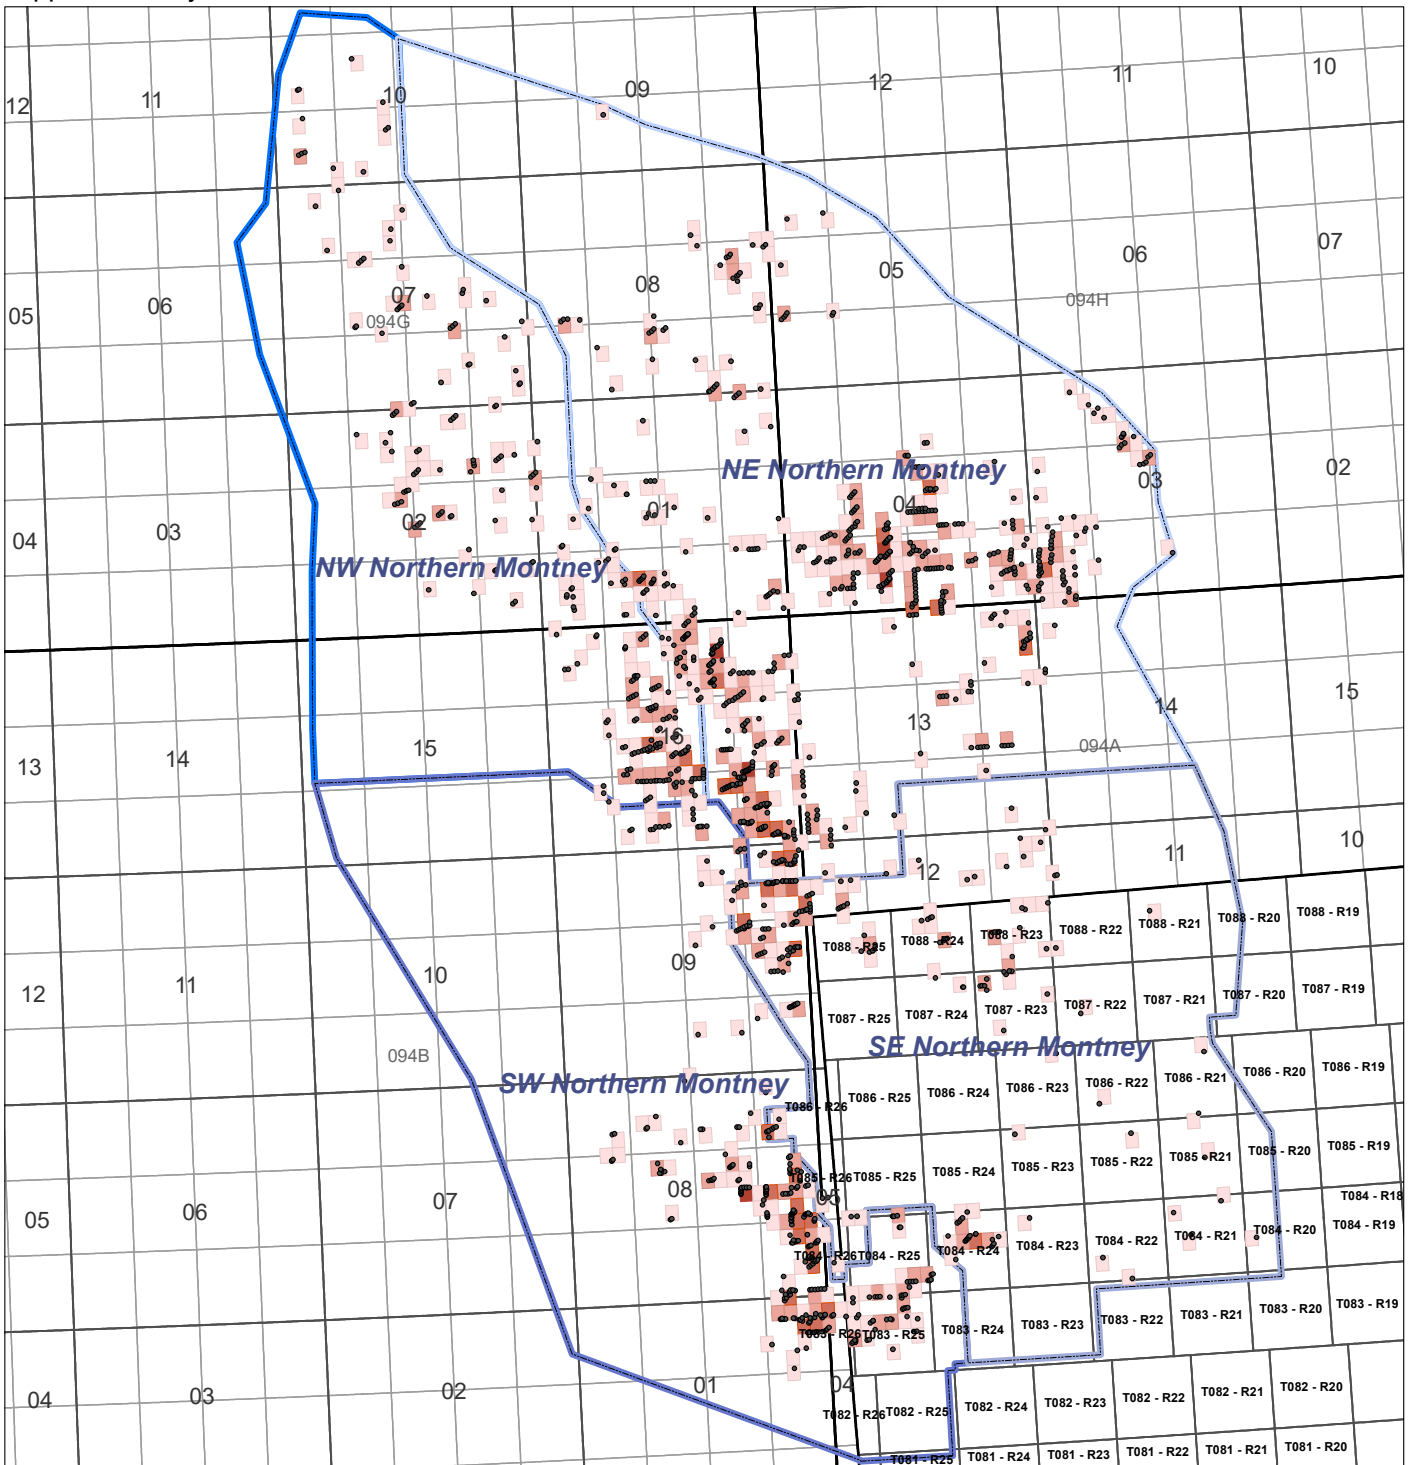 10
11
12
09
10
12
11
06
07
05
08
06
07
094H
05
094G
NE Northern Montney
02
03
04
01
02
03
04
NW Northern Montney
15
14
13
16
094A
15
14
13
10
11
12
T088 - R19
T088 - R20
T088 - R21
T088 - R22
T088 - R23
T088 - R24
T088 - R25
09
10
11
12
T087 - R19
T087 - R20
T087 - R21
T087 - R22
T087 - R23
T087 - R24
T087 - R25
SE Northern Montney
094B
SW Northern Montney
T086 - R19
T086 - R20
T086 - R21
T086 - R22
T086 - R23
T086 - R24
T086 - R25
T086 - R26
T085 - R19
T085 - R20
T085 - R21
T085 - R22
T085 - R23
T085 - R24
T085 - R25
T085 - R26
08
05
07
06
05
T084 - R18
T084 - R19
T084 - R20
T084 - R21
T084 - R22
T084 - R23
T084 - R24
T084 - R25
T084 - R26
T083 - R19
T083 - R20
T083 - R21
T083 - R22
T083 - R23
T083 - R24
T083 - R25
T083 - R26
04
01
02
03
04
T082 - R20
T082 - R21
T082 - R22
T082 - R23
T082 - R24
T082 - R25
T082 - R26
T081 - R20
T081 - R21
T081 - R22
T081 - R23
T081 - R24
T081 - R25